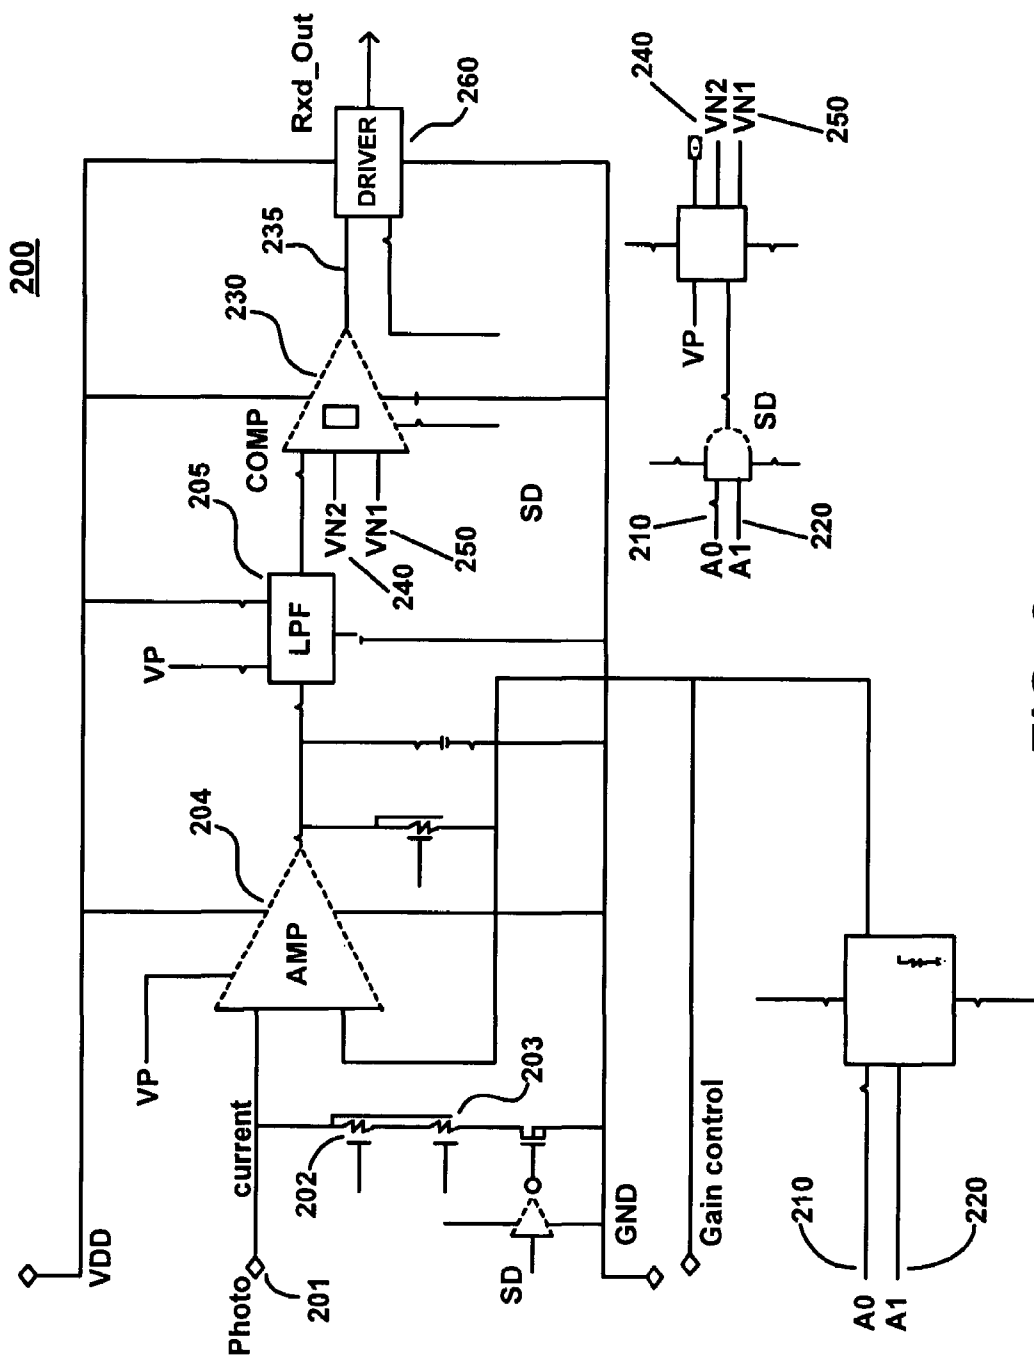 200
VDD
Photo
current
201
202
203
SD
GND
VP
AMP
204
VP
LPF
205
COMP
230
VN2
240
VN1
250
235
SD
DRIVER
260
Rxd_Out
Gain control
A0
210
A1
220
A0
210
A1
220
SD
VP
240
VN2
VN1
250